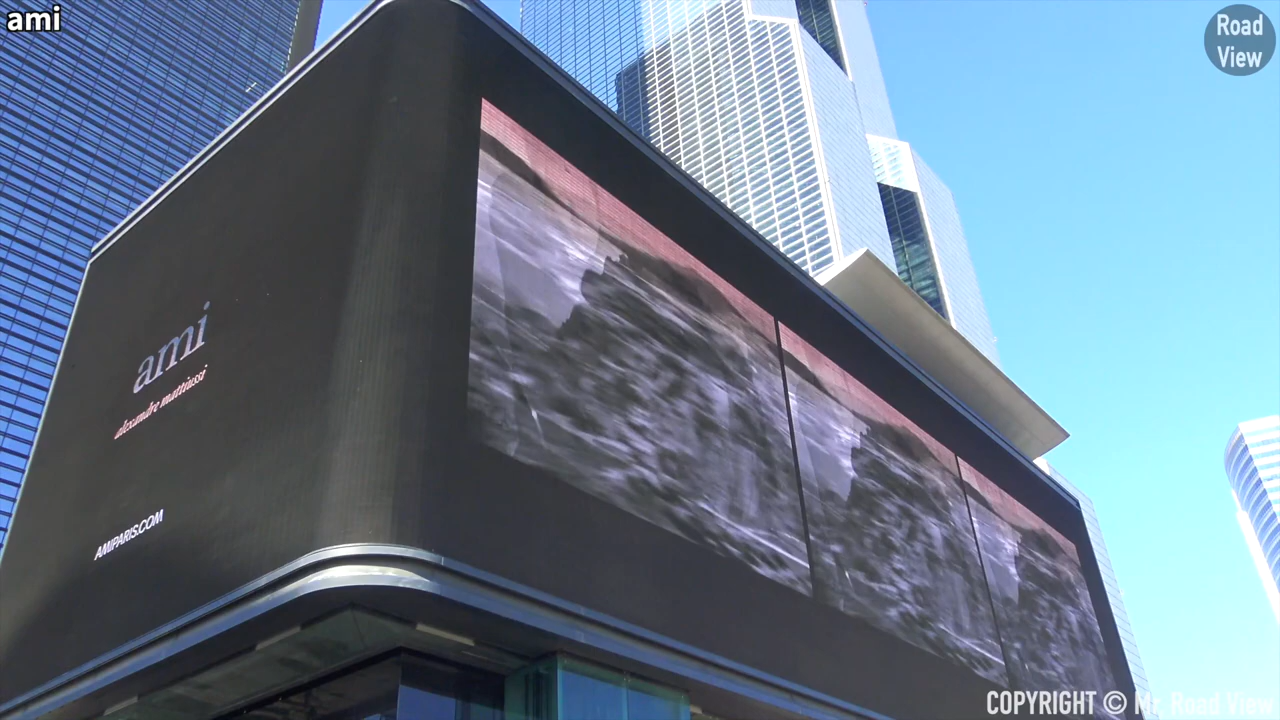 ami
Road
View
ami
alexandre mattiussi
AMIPARIS.COM
COPYRIGHT © Mr. Road View